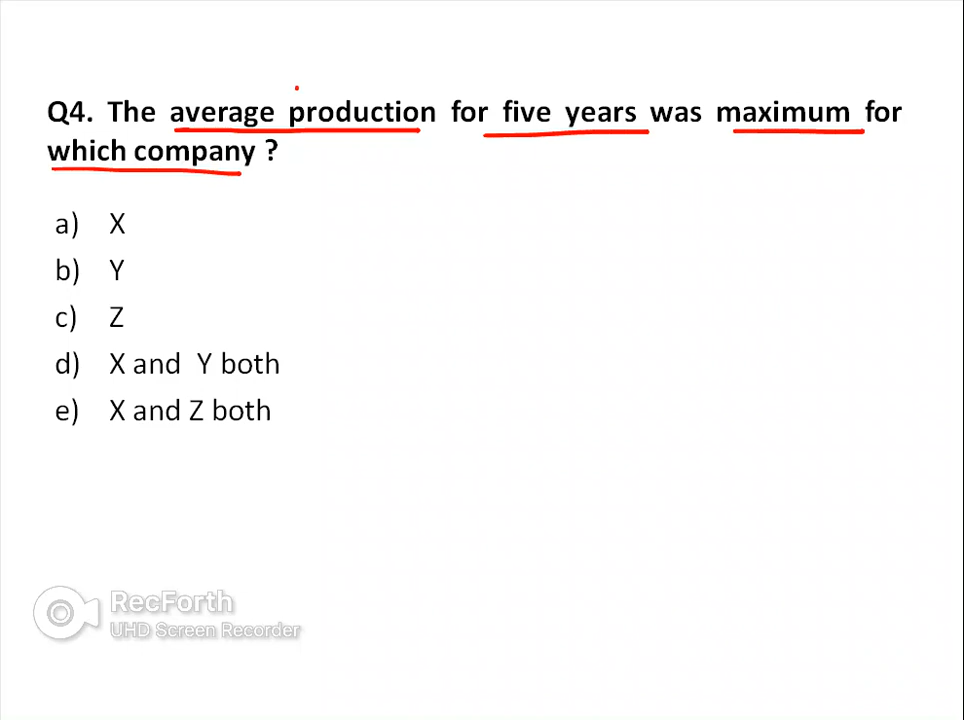 Q4. The average production for five years was maximum for
which company ?
a) X
b) Y
c) Z
d) X and Y both
e) X and Z both
RecForth
UHD Screen Recorder